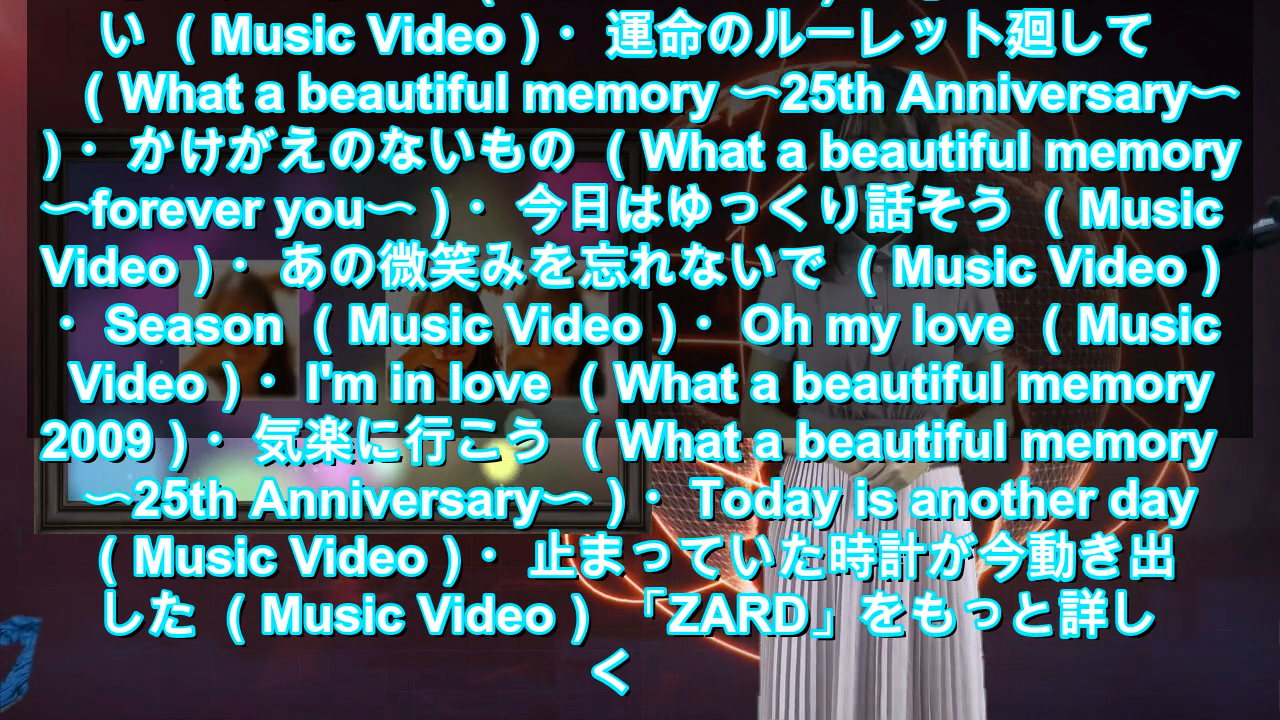 い （ Music Video ）・ 運命のルーレット廻して
（ What a beautiful memory 〜25th Anniversary〜
）・ かけがえのないもの （ What a beautiful memory
〜forever you〜 ）・ 今日はゆっくり話そう （ Music
Video ）・ あの微笑みを忘れないで （ Music Video ）
・ Season （ Music Video ）・ Oh my love （ Music
Video ）・ I'm in love （ What a beautiful memory
2009 ）・ 気楽に行こう （ What a beautiful memory
〜25th Anniversary〜 ）・ Today is another day
（ Music Video ）・ 止まっていた時計が今動き出
した （ Music Video ） 「ZARD」をもっと詳し
く